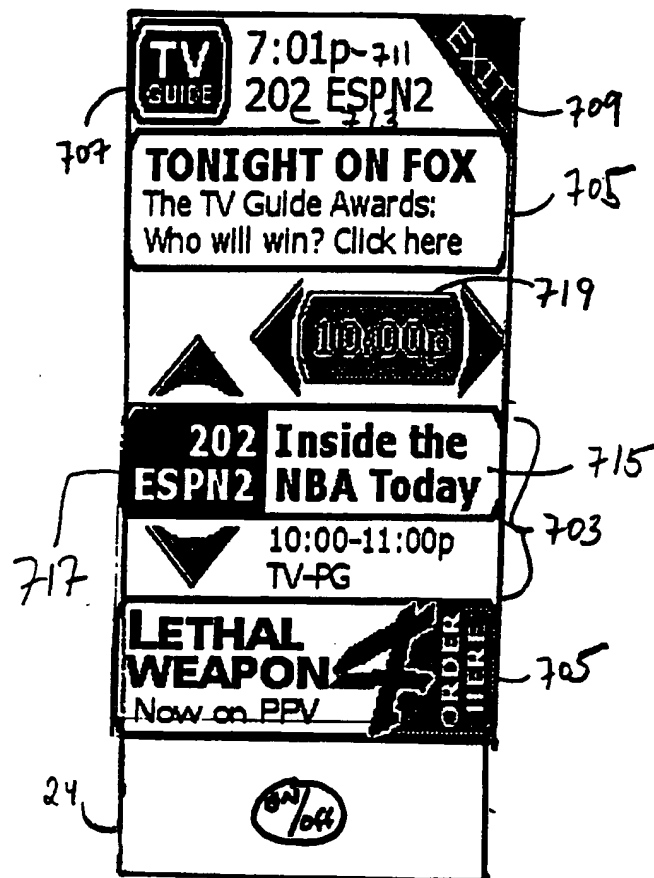 TV GUIDE
7:01p 711
202 ESPN2
713
EXIT
709
707
TONIGHT ON FOX
The TV Guide Awards:
Who will win? Click here
705
719
10:00p
202 ESPN2
Inside the NBA Today
715
703
717
10:00-11:00p
TV-PG
LETHAL
WEAPON 4
Now on PPV
ORDER HERE
705
24
ON/Off